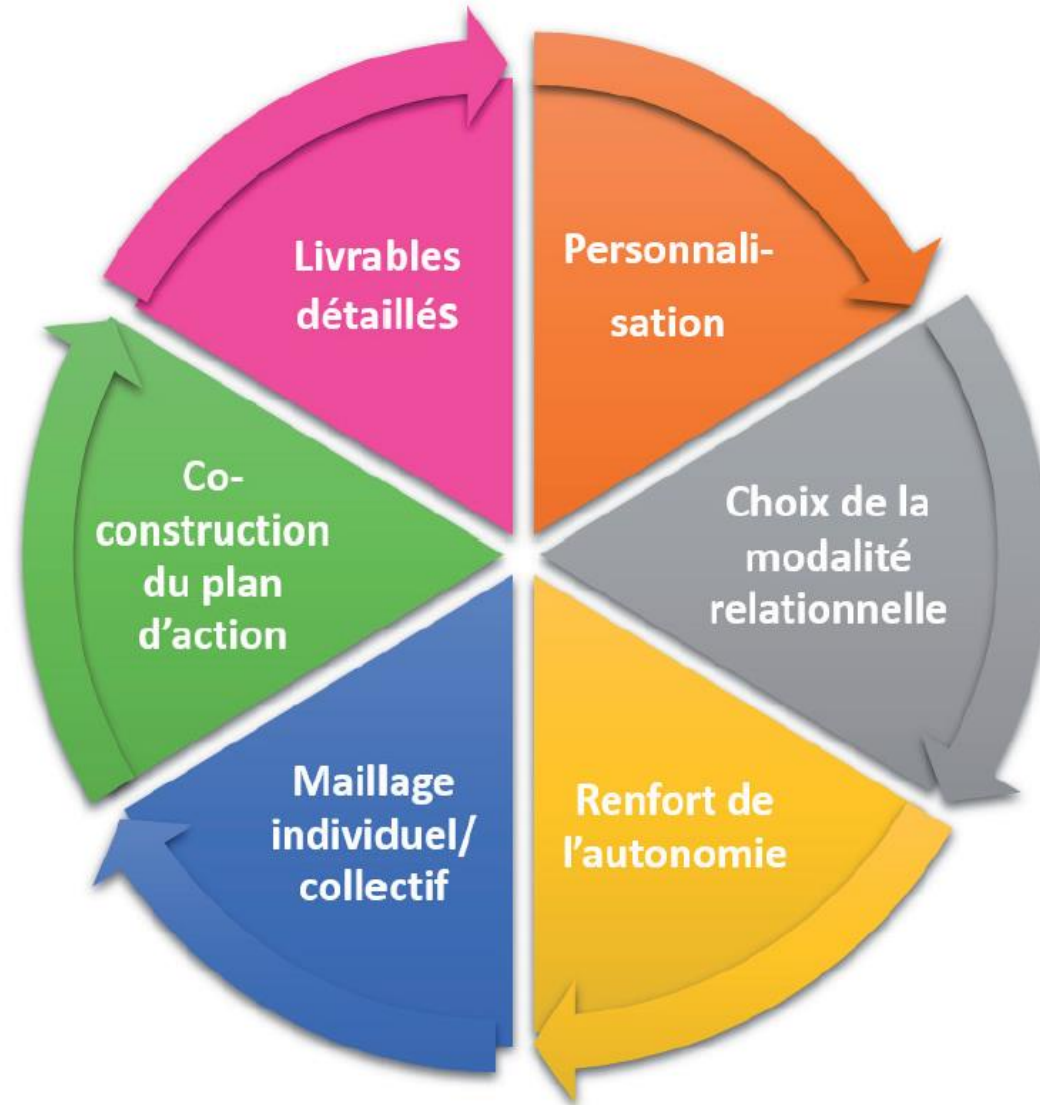 Personnali-
sation
Choix de la
modalité
relationnelle
Renfort de
l’autonomie
Maillage
individuel/
collectif
Co-
construction
du plan
d’action
Livrables
détaillés